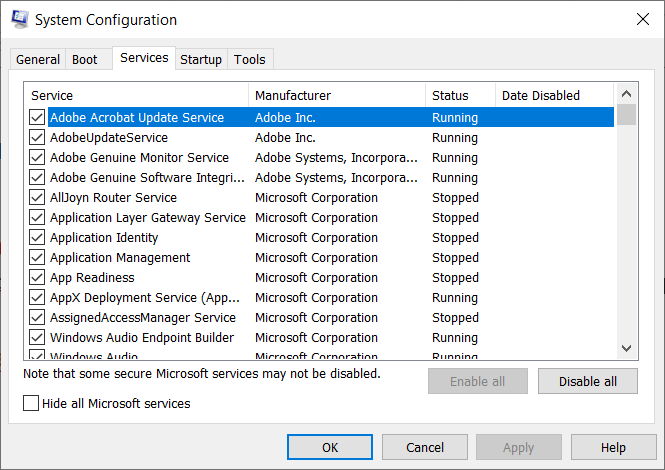 System Configuration
General Boot Services Startup Tools
Service Manufacturer Status Date Disabled
Adobe Acrobat Update Service Adobe Inc. Running
AdobeUpdateService Adobe Inc. Running
Adobe Genuine Monitor Service Adobe Systems, Incorpora... Running
Adobe Genuine Software Integri... Adobe Systems, Incorpora... Running
AllJoyn Router Service Microsoft Corporation Stopped
Application Layer Gateway Service Microsoft Corporation Stopped
Application Identity Microsoft Corporation Stopped
Application Management Microsoft Corporation Stopped
App Readiness Microsoft Corporation Stopped
AppX Deployment Service (App... Microsoft Corporation Running
AssignedAccessManager Service Microsoft Corporation Stopped
Windows Audio Endpoint Builder Microsoft Corporation Running
Windows Audio Microsoft Corporation Running
Note that some secure Microsoft services may not be disabled.
Enable all Disable all
Hide all Microsoft services
OK Cancel Apply Help